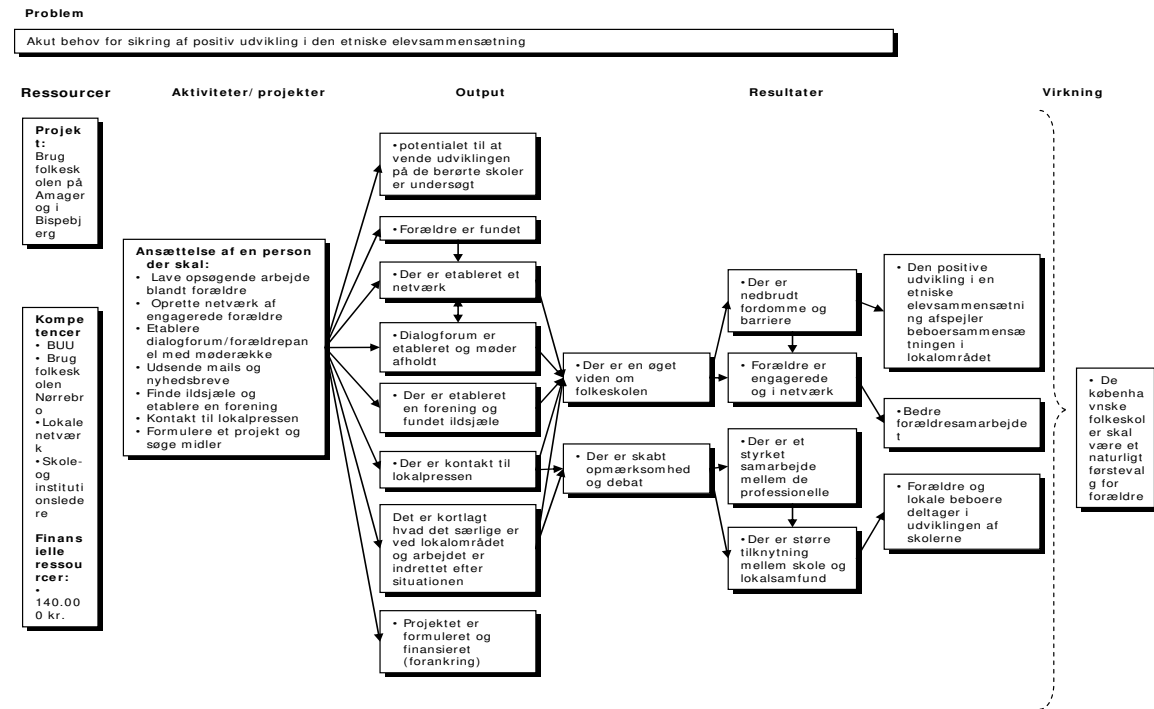 Problem
Akut behov for sikring af positiv udvikling i den etniske elevsammensætning
Ressourcer
Aktiviteter/ projekter
Output
Resultater
Virkning
Projek
t:
Brug
folkesk
olen på
Amager
og i
Bispebj
erg
Kompe
tencer
• BUU
• Brug
folkesk
olen
Nørrebr
o
•Lokale
netvær
k
•Skole-
og
instituti
onslede
re
Finans
ielle
ressou
rcer:
•
140.00
0 kr.
Ansættelse af en person
der skal:
• Lave opsøgende arbejde
blandt forældre
• Oprette netværk af
engagerede forældre
• Etablere
dialogforum/forældrepan
el med møderække
• Udsende mails og
nyhedsbreve
• Finde ildsjæle og
etablere en forening
• Kontakt til lokalpressen
• Formulere et projekt og
søge midler
•potentialet til at
vende udviklingen
på de berørte skoler
er undersøgt
• Forældre er fundet
• Der er etableret et
netværk
•Dialogforum er
etableret og møder
afholdt
• Der er etableret
en forening og
fundet ildsjæle
•Der er kontakt til
lokalpressen
Det er kortlagt
hvad det særlige er
ved lokalområdet
og arbejdet er
indrettet efter
situationen
• Projektet er
formuleret og
finansieret
(forankring)
• Der er en øget
viden om
folkeskolen
• Der er skabt
opmærksomhed
og debat
•Der er
nedbrudt
fordomme og
barriere
• Forældre er
engagerede
og i netværk
•Der er et
styrket
samarbejde
mellem de
professionelle
•Der er større
tilknytning
mellem skole og
lokalsamfund
• Den positive
udvikling i en
etniske
elevsammensætni
ng afspejler
beboersammensæ
tningen i
lokalområdet
•Bedre
forældresamarbejde
t
• Forældre og
lokale beboere
deltager i
udviklingen af
skolerne
• De
københa
vnske
folkeskol
er skal
være et
naturligt
førsteval
g for
forældre